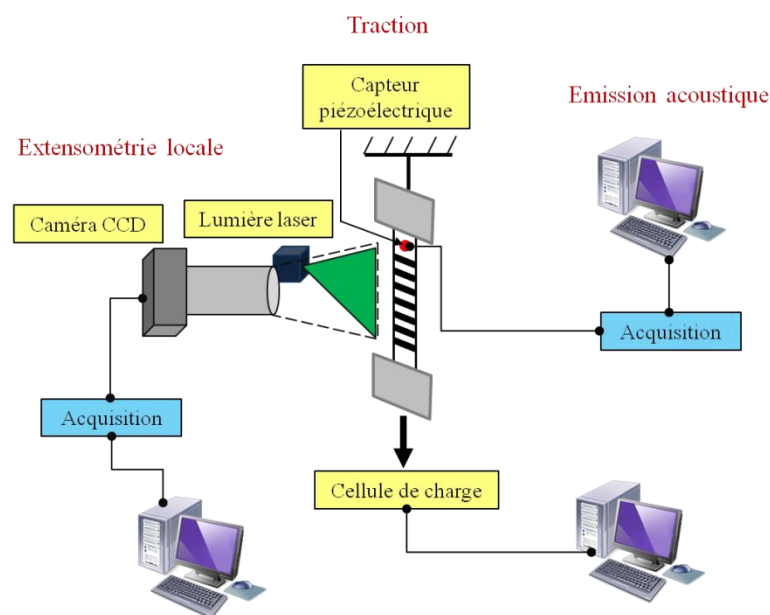 Traction
Capteur
piézoélectrique
Emission acoustique
Extensométrie locale
Caméra CCD
Lumière laser
Acquisition
Acquisition
Cellule de charge